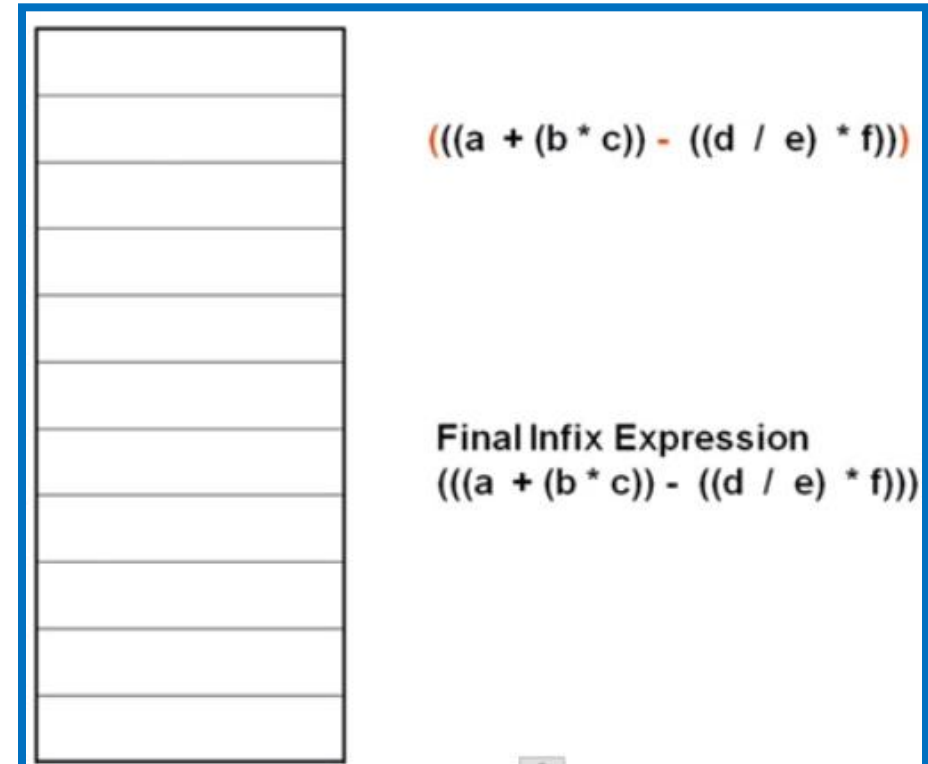 (((a + (b * c)) - ((d / e) * f)))
Final Infix Expression
(((a + (b * c)) - ((d / e) * f)))